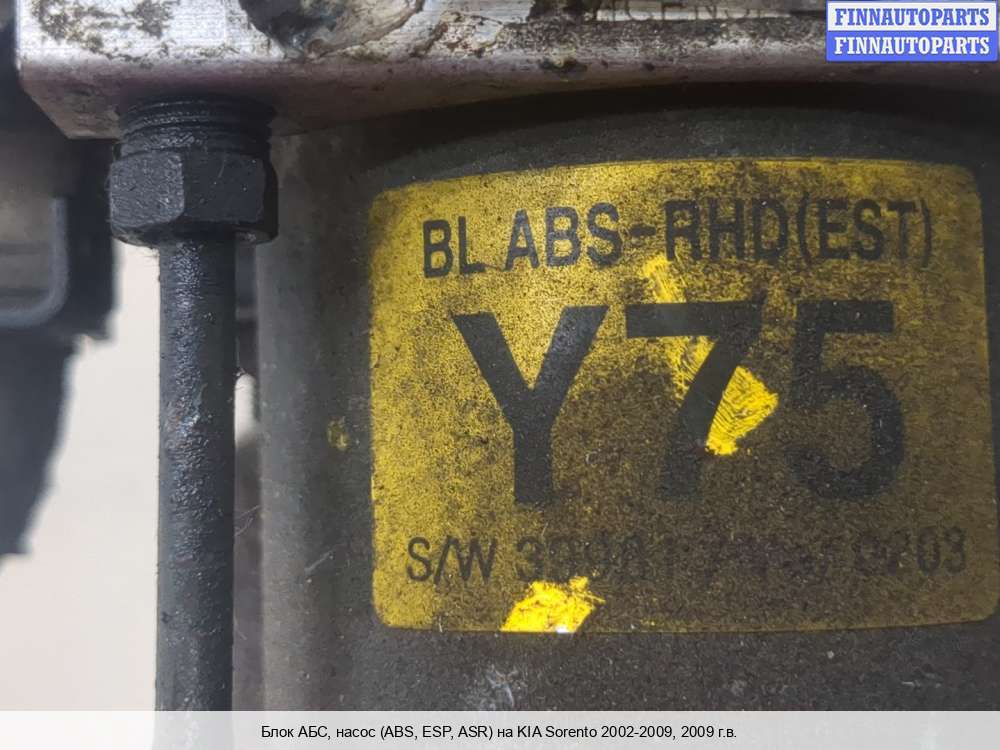 FINNAUTOPARTS
FINNAUTOPARTS
BL ABS-RHD(EST)
Y75
S/W
Блок АБС, насос (ABS, ESP, ASR) на KIA Sorento 2002-2009, 2009 г.в.